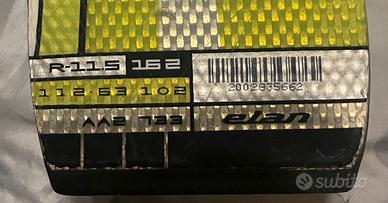 R-11.5 162
2002935662
112 63 102
AA2 733 elan
subito